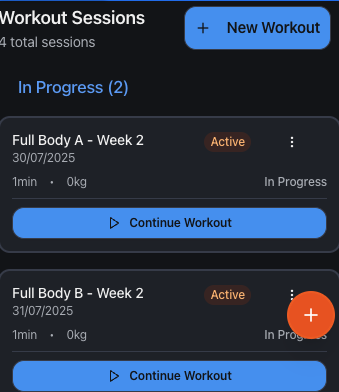 Workout Sessions
+ New Workout
4 total sessions
In Progress (2)
Full Body A - Week 2
Active
30/07/2025
1min • 0kg
In Progress
Continue Workout
Full Body B - Week 2
Active
31/07/2025
1min • 0kg
In Progress
Continue Workout